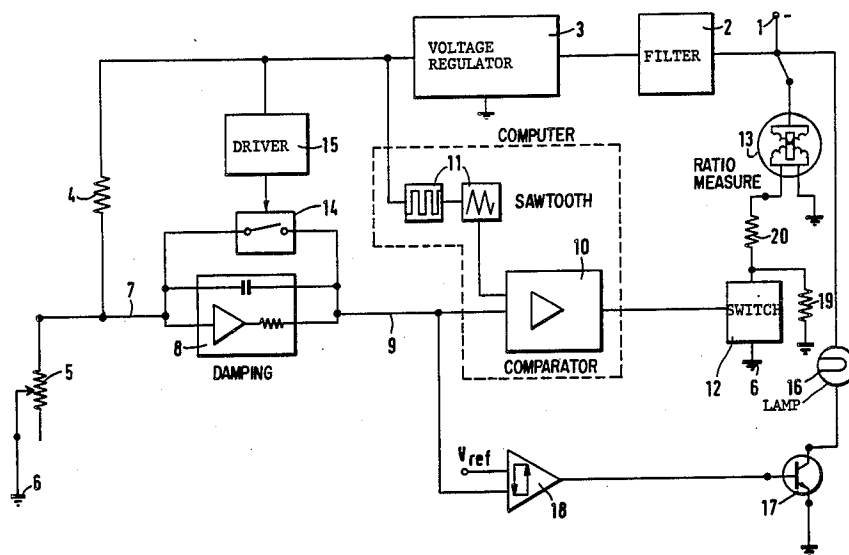 1 -
2
3
VOLTAGE
REGULATOR
FILTER
COMPUTER
13
RATIO
MEASURE
DRIVER
15
11
SAWTOOTH
4
14
20
10
7
8
9
SWITCH
19
DAMPING
COMPARATOR
12
6
16
LAMP
5
Vref
6
18
17